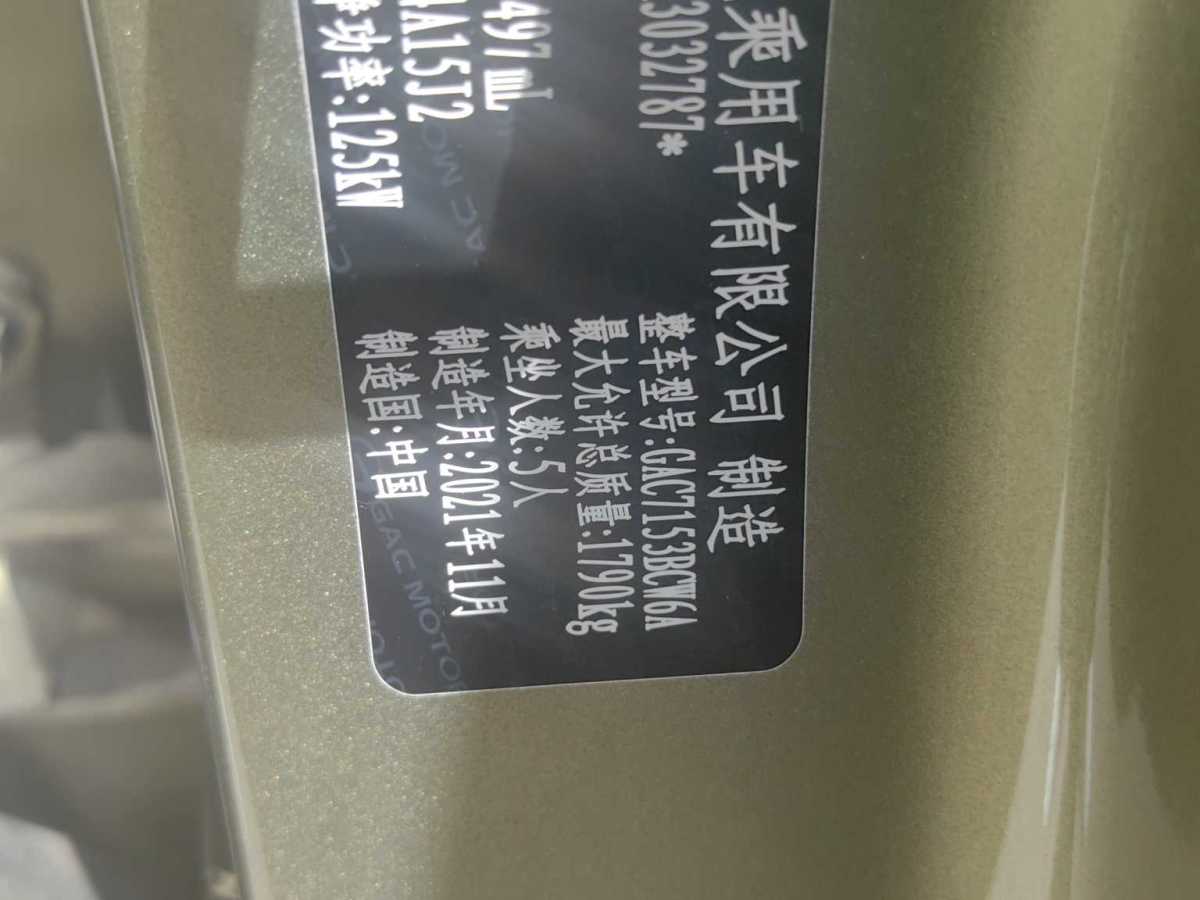 乘用车有限公司 制造
3032787*
整车型号:GAC7153BCW6A
最大允许总质量:1790kg
497mL
乘坐人数:5人
4A15J2
制造年月:2021年11月
净功率:125kW
制造国:中国
GAC MOTOR